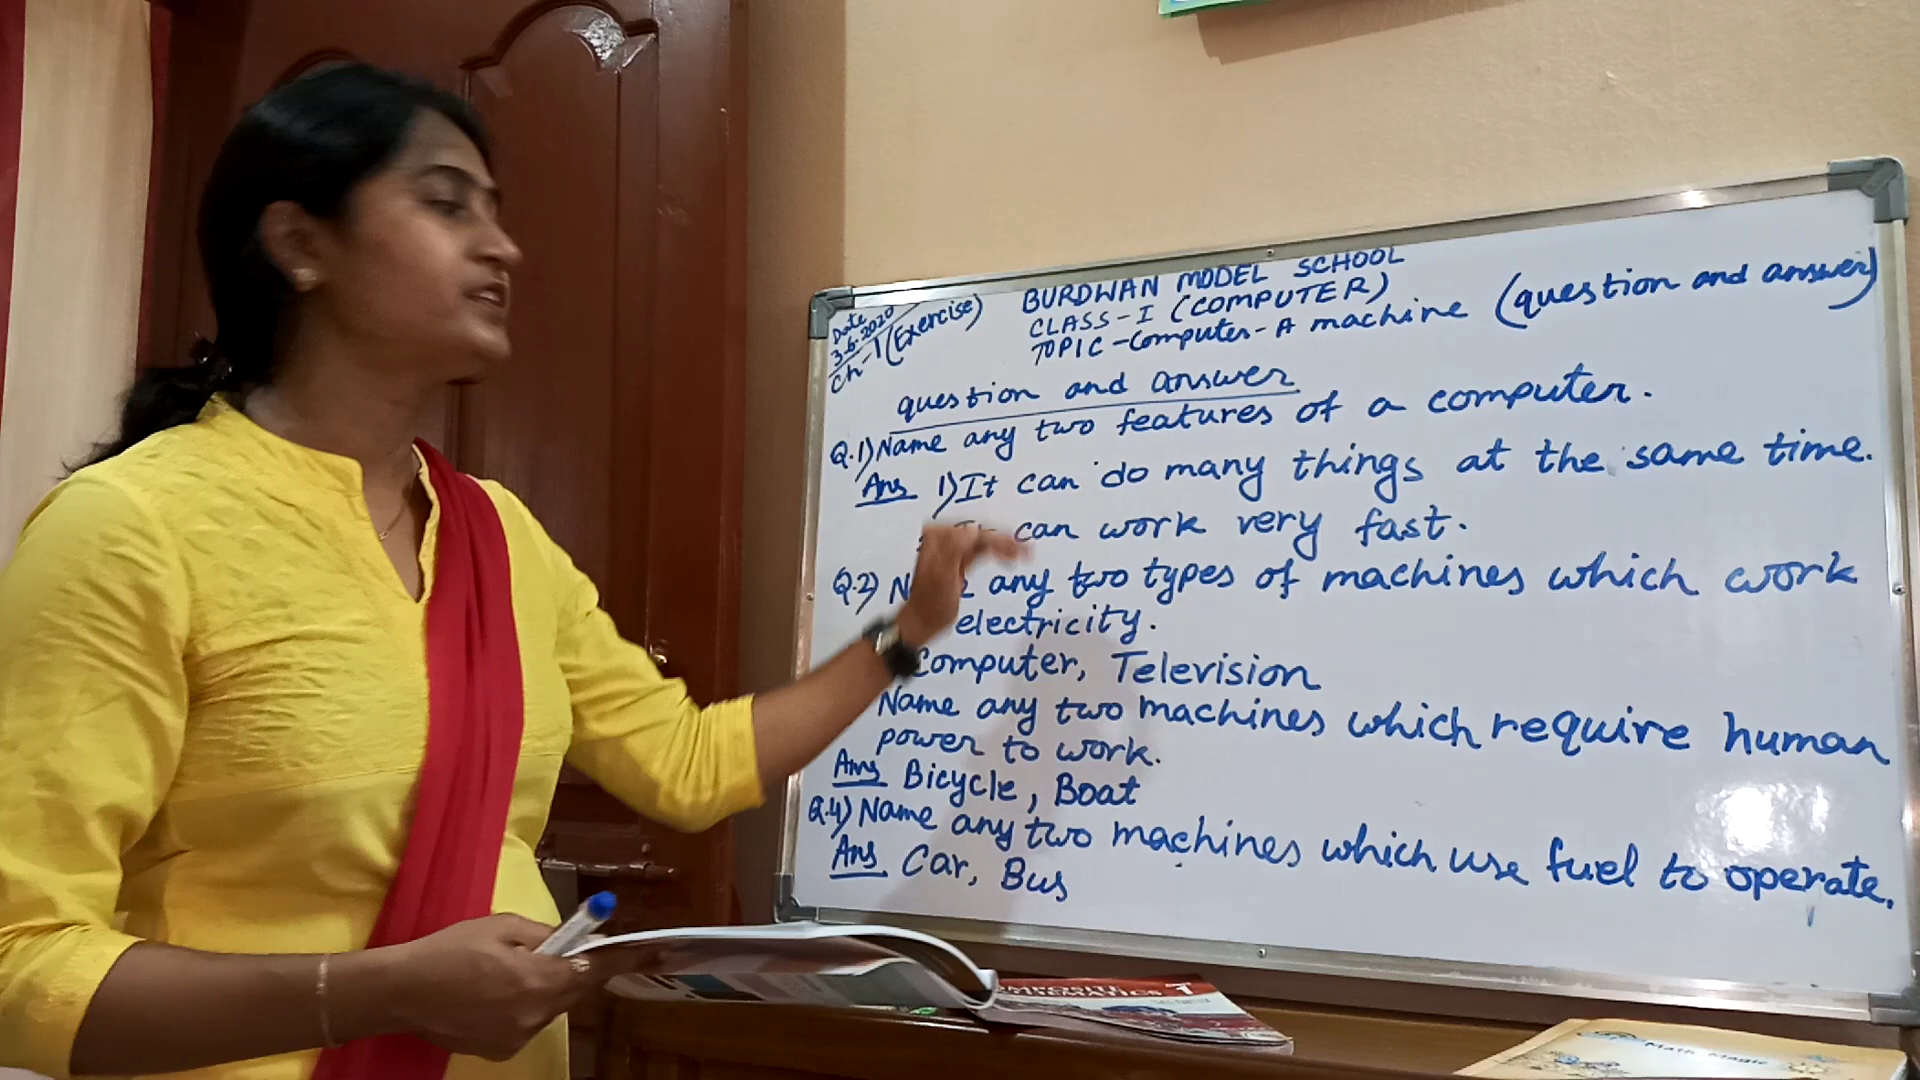 Date
3.6.2020
Ch-1 (Exercise)
BURDWAN MODEL SCHOOL
CLASS-I (COMPUTER)
TOPIC-Computer-A machine (question and answer)
question and answer
Q.1) Name any two features of a computer.
Ans 1) It can do many things at the same time.
It can work very fast.
Q.2) any two types of machines which work
electricity.
Computer, Television
Name any two machines which require human
power to work.
Ans Bicycle, Boat
Q.4) Name any two machines which use fuel to operate.
Ans Car, Bus
Math-Magic